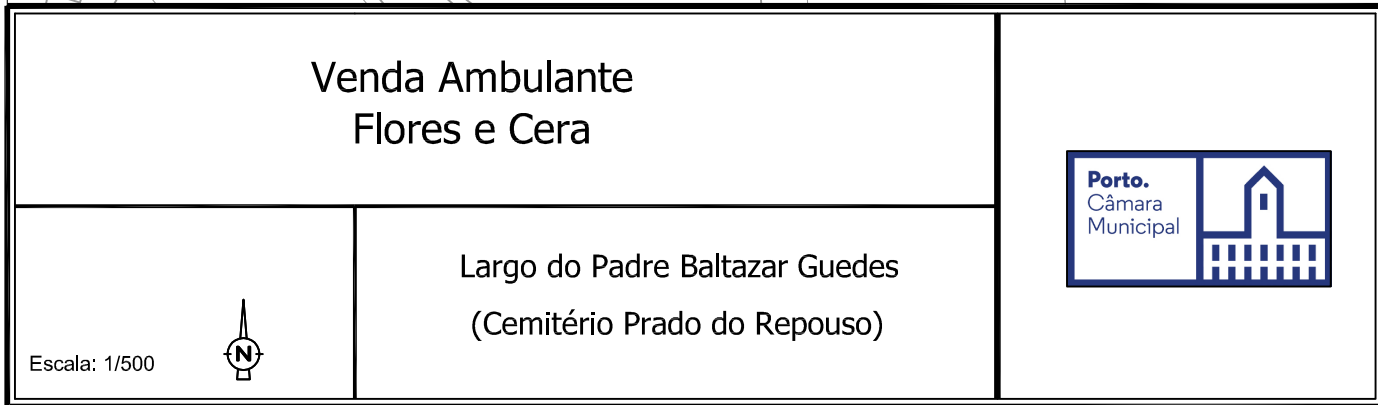 Venda Ambulante
Flores e Cera
Porto.
Câmara
Municipal
Largo do Padre Baltazar Guedes
(Cemitério Prado do Repouso)
Escala: 1/500
N